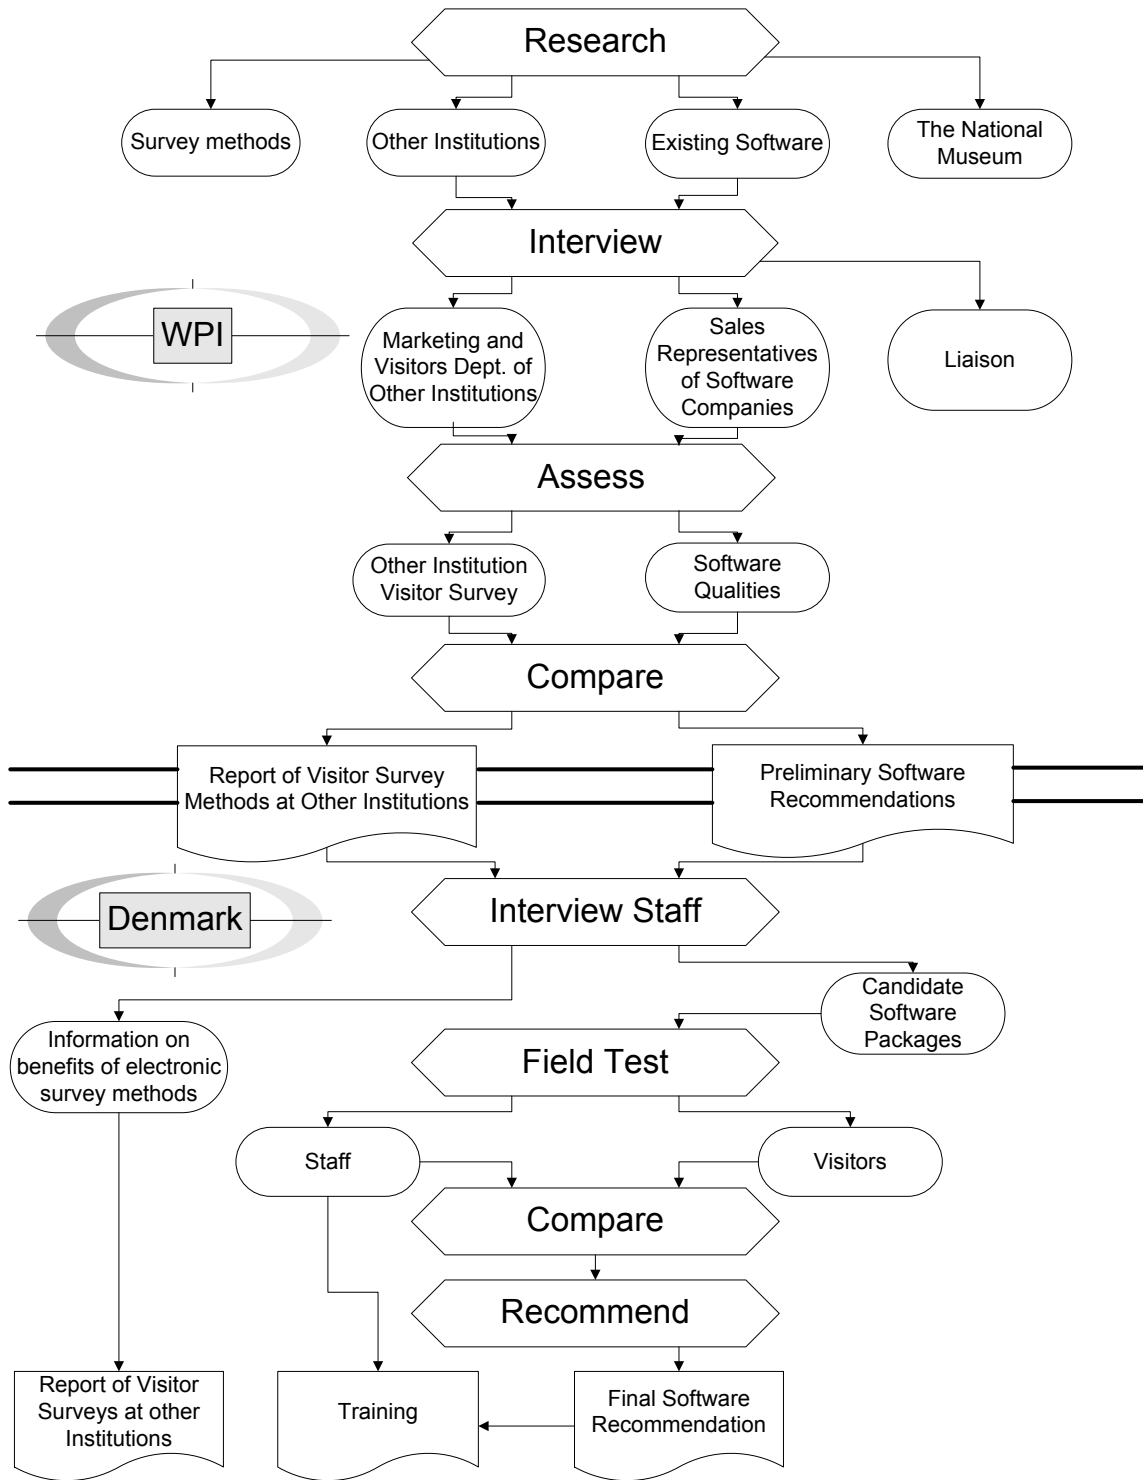 Research
Survey methods
Other Institutions
Existing Software
The National
Museum
Interview
WPI
Marketing and
Visitors Dept. of
Other Institutions
Sales
Representatives
of Software
Companies
Liaison
Assess
Other Institution
Visitor Survey
Software
Qualities
Compare
Report of Visitor Survey
Methods at Other Institutions
Preliminary Software
Recommendations
Denmark
Interview Staff
Candidate
Software
Packages
Information on
benefits of electronic
survey methods
Field Test
Staff
Visitors
Compare
Recommend
Report of Visitor
Surveys at other
Institutions
Training
Final Software
Recommendation